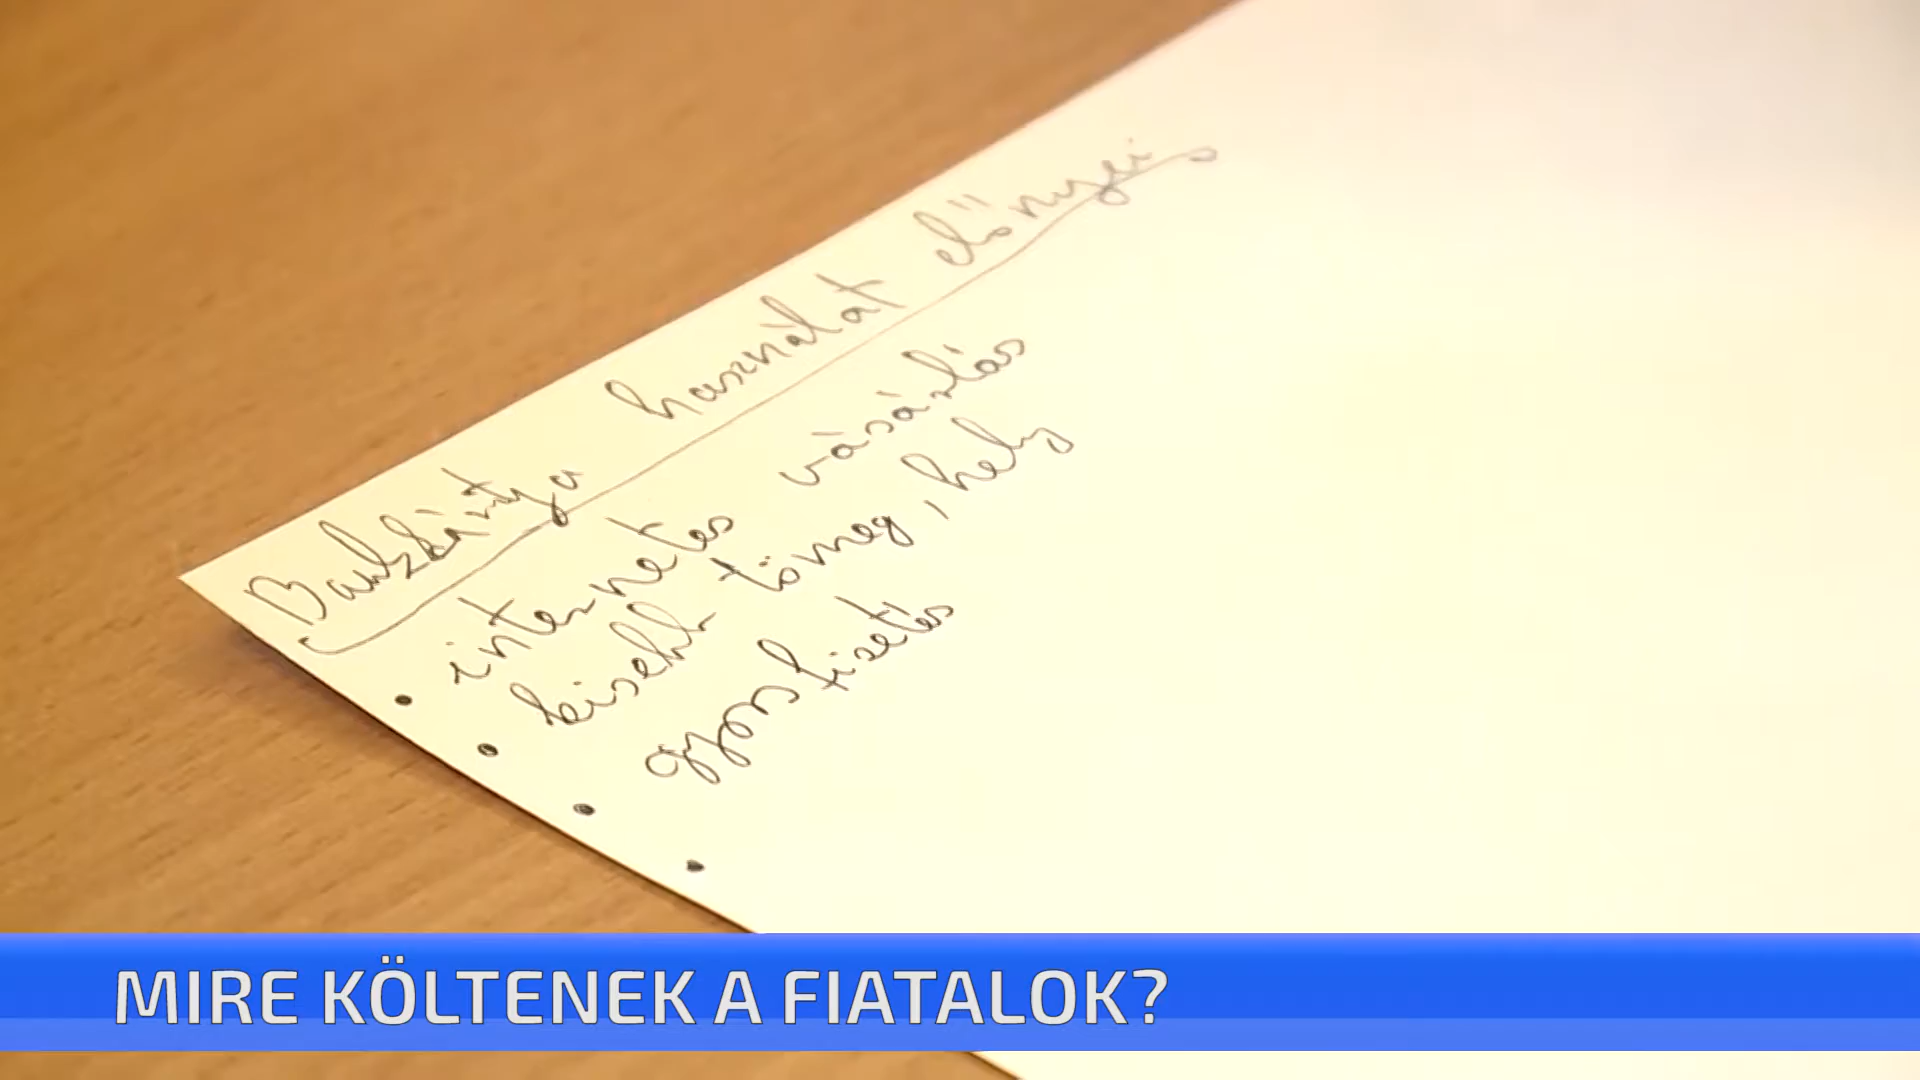 Bankkártya használat előnyei
• internetes vásárlás
• kisebb tömeg, hely
• gyors fizetés
•
MIRE KÖLTENEK A FIATALOK?